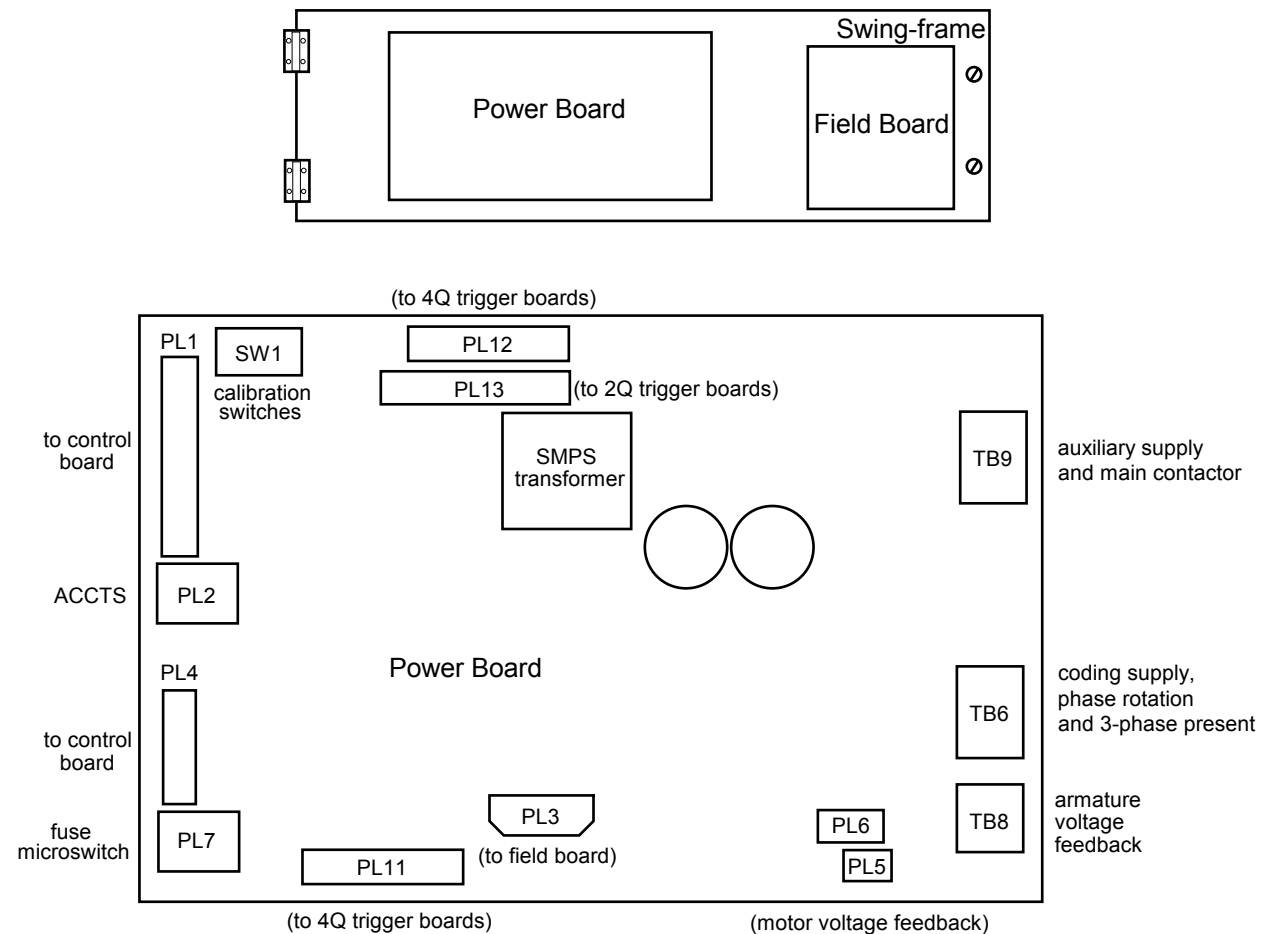 Swing-frame
Power Board
Field Board
(to 4Q trigger boards)
PL1
SW1
calibration
switches
PL12
PL13
(to 2Q trigger boards)
SMPS
transformer
to control
board
TB9
auxiliary supply
and main contactor
ACCTS
PL2
Power Board
PL4
to control
board
TB6
coding supply,
phase rotation
and 3-phase present
fuse
microswitch
PL7
PL3
(to field board)
PL11
(to 4Q trigger boards)
PL6
PL5
(motor voltage feedback)
TB8
armature
voltage
feedback